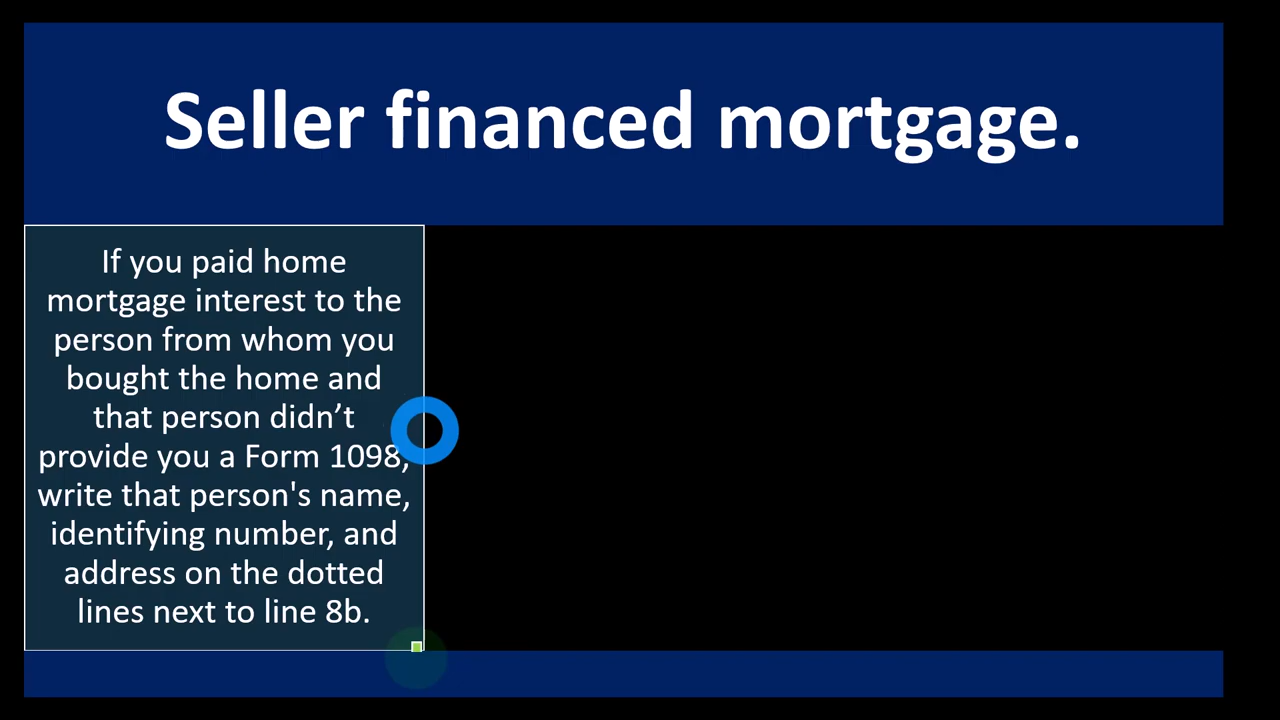 Seller financed mortgage.
If you paid home
mortgage interest to the
person from whom you
bought the home and
that person didn’t
provide you a Form 1098,
write that person's name,
identifying number, and
address on the dotted
lines next to line 8b.